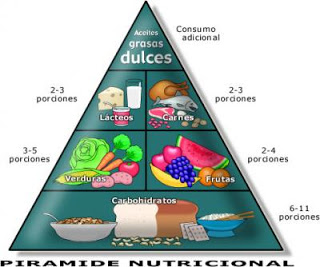 Aceites
grasas
dulces
Consumo
adicional
2-3
porciones
Lácteos
Carnes
2-3
porciones
3-5
porciones
Verduras
Frutas
2-4
porciones
Carbohidratos
6-11
porciones
PIRAMIDE NUTRICIONAL